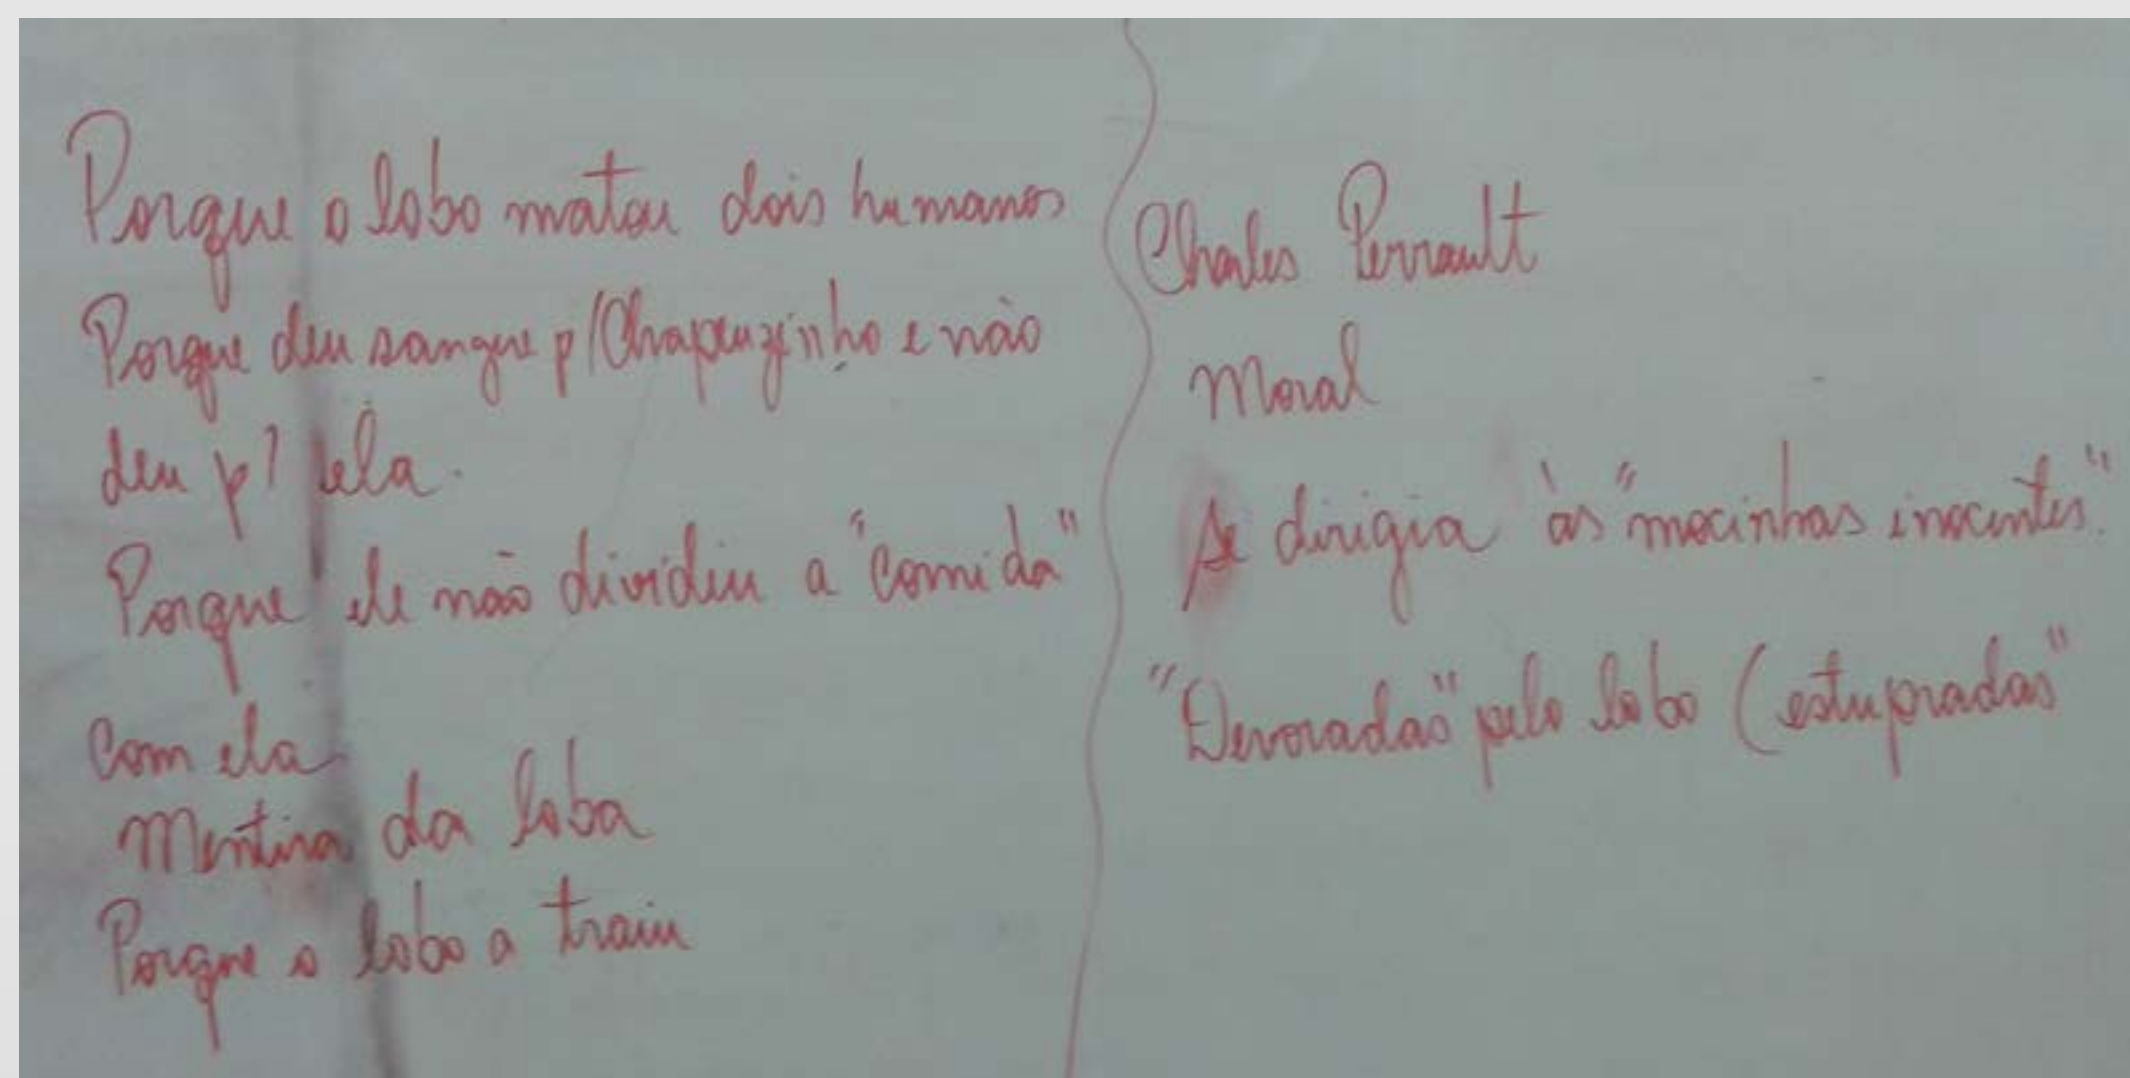 Porque o lobo matou dois humanos
Porque deu sangue p/Chapeuzinho e não
deu p/ ela.
Porque ele não dividiu a "comida"
com ela
Mentira da loba
Porque o lobo a traiu
Charles Perrault
Moral
Se dirigia às "mocinhas inocentes."
"Devoradas" pelo lobo (estupradas"